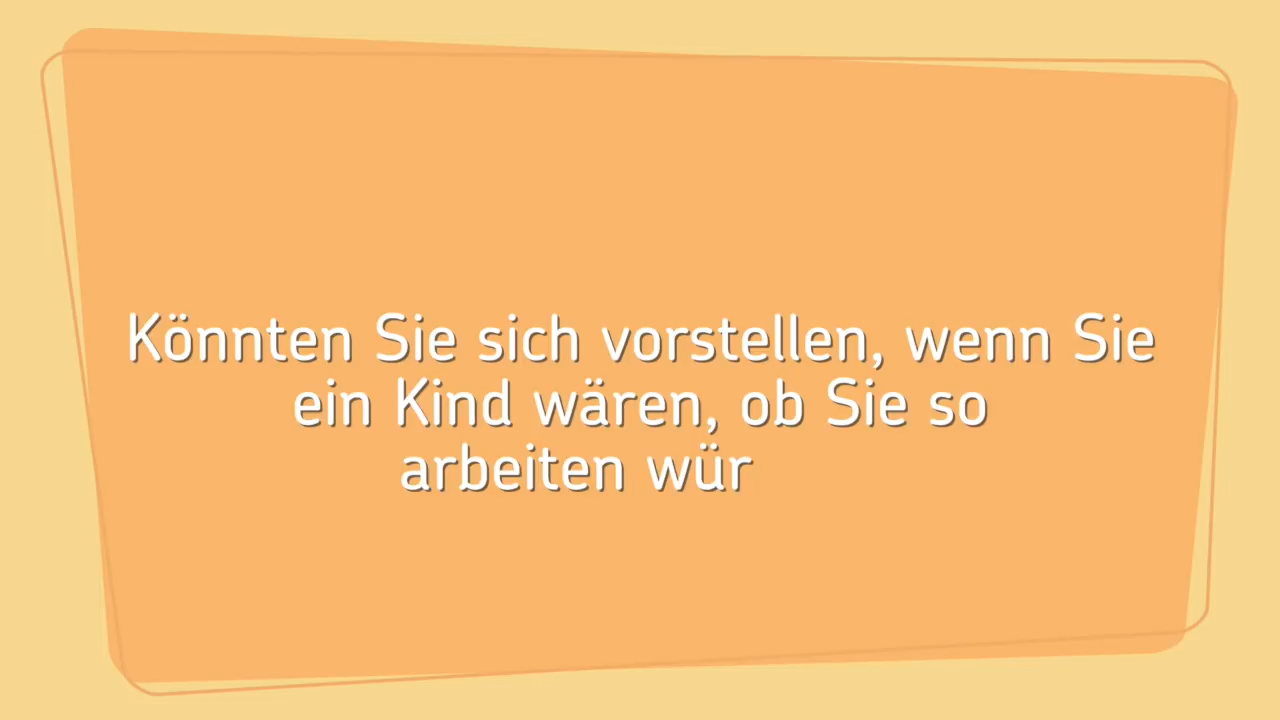 Könnten Sie sich vorstellen, wenn Sie
ein Kind wären, ob Sie so
arbeiten wür